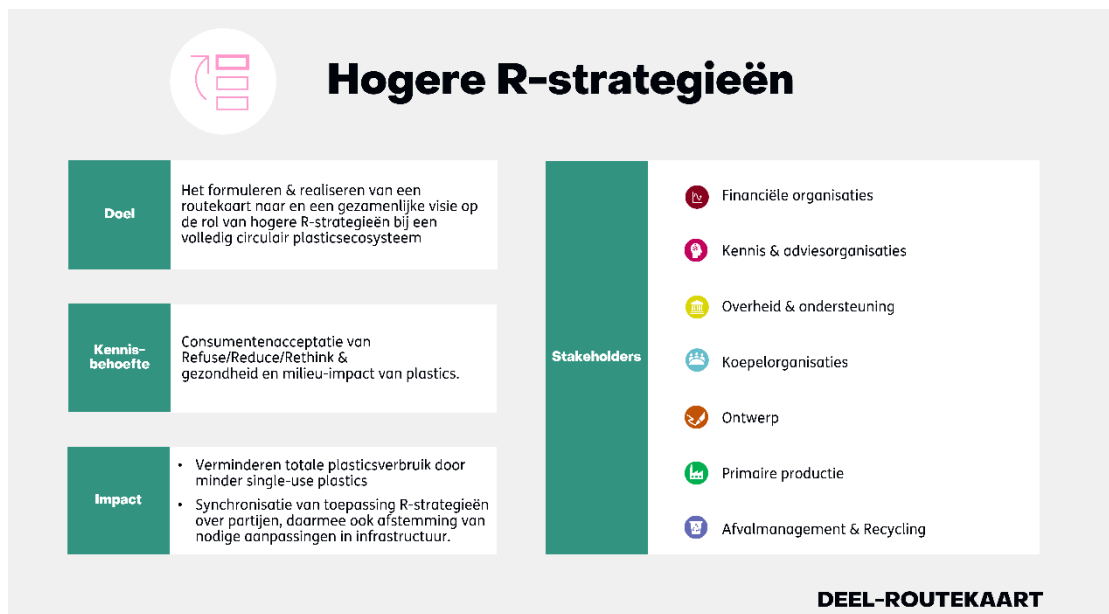 Hogere R-strategieën
Doel
Het formuleren & realiseren van een
routekaart naar en een gezamenlijke visie op
de rol van hogere R-strategieën bij een
volledig circulair plasticsecosysteem
Kennis-
behoefte
Consumentenacceptatie van
Refuse/Reduce/Rethink &
gezondheid en milieu-impact van plastics.
Impact
• Verminderen totale plasticsverbruik door
minder single-use plastics
• Synchronisatie van toepassing R-strategieën
over partijen, daarmee ook afstemming van
nodige aanpassingen in infrastructuur.
Stakeholders
Financiële organisaties
Kennis & adviesorganisaties
Overheid & ondersteuning
Koepelorganisaties
Ontwerp
Primaire productie
Afvalmanagement & Recycling
DEEL-ROUTEKAART